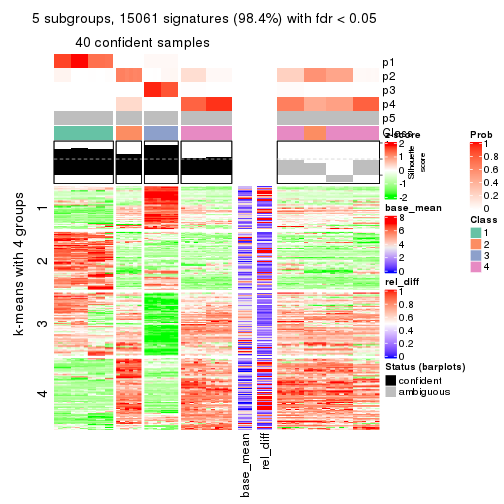 5 subgroups, 15061 signatures (98.4%) with fdr < 0.05
40 confident samples
p1
p2
p3
p4
p5
Class
z-score
2
1
0
-1
-2
Silhouette
score
base_mean
8
6
4
2
0
rel_diff
1
0.8
0.6
0.4
0.2
0
Status (barplots)
confident
ambiguous
Prob
1
0.8
0.6
0.4
0.2
0
Class
1
2
3
4
k-means with 4 groups
1
2
3
4
base_mean
rel_diff